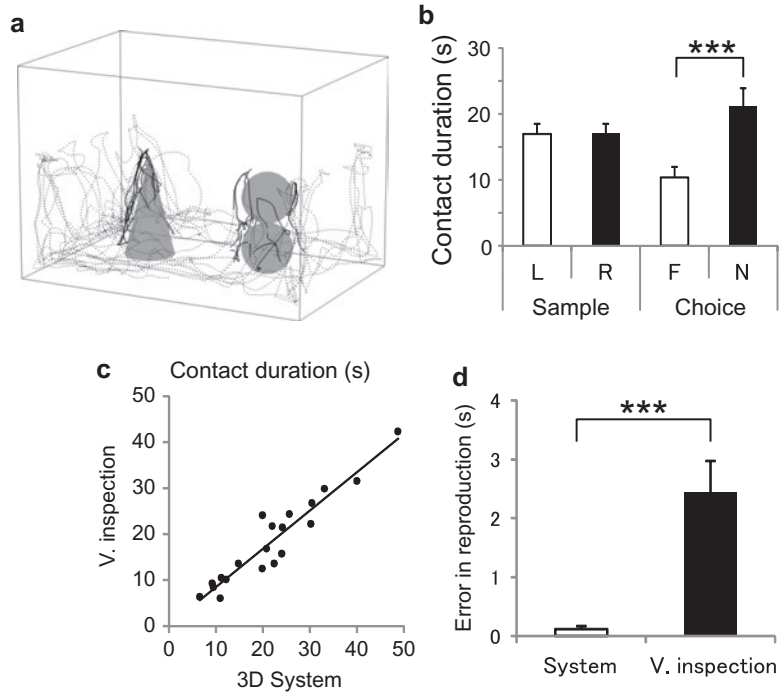 a
b
Contact duration (s)
30
20
10
0
***
L R F N
Sample Choice
c Contact duration (s)
V. inspection
50
40
30
20
10
0
0 10 20 30 40 50
3D System
d
Error in reproduction (s)
4
3
2
1
0
***
System V. inspection